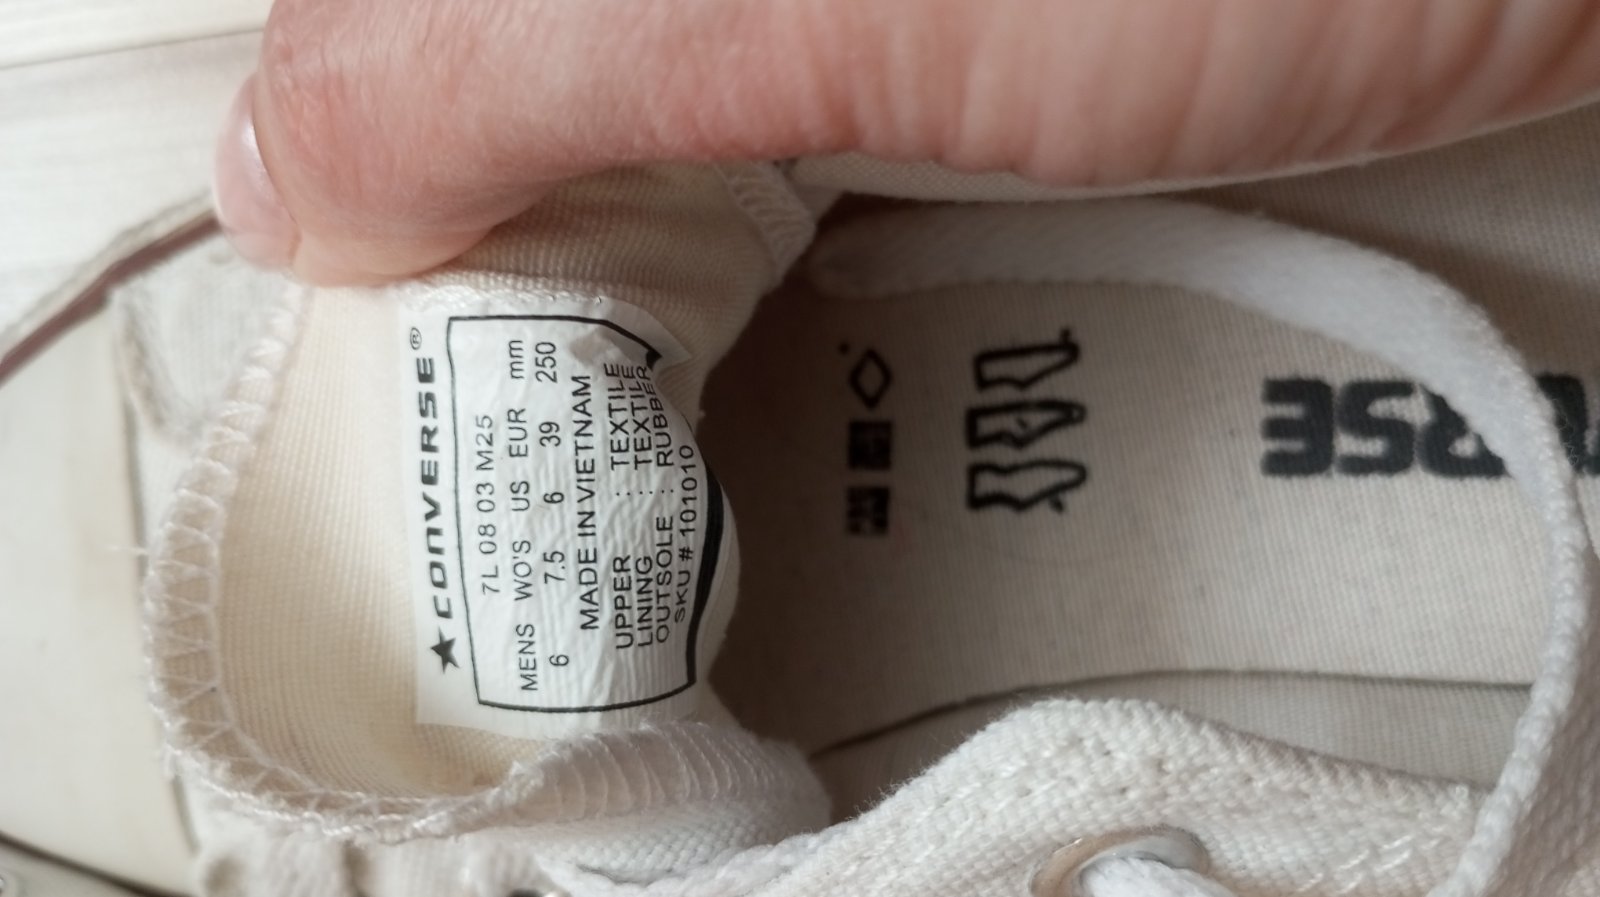 ★ CONVERSE®
7L 08 03 M25
MENS WO'S US EUR mm
6 7.5 6 39 250
MADE IN VIETNAM
UPPER : TEXTILE
LINING : TEXTILE
OUTSOLE : RUBBER
SKU # 101010
ERSE